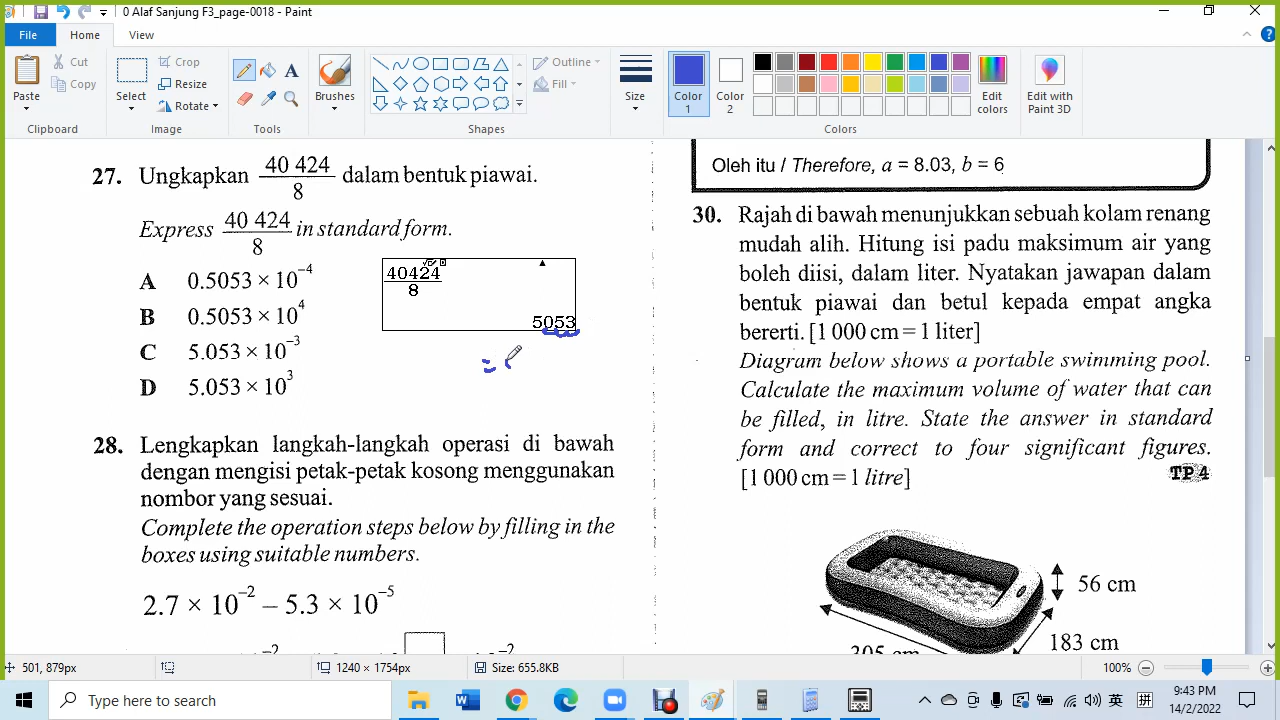 0 Alaf Sanjung F3_page-0018 - Paint
File Home View
Paste
Cut
Copy
Clipboard
Select
Crop
Resize
Rotate
Image
Tools
Brushes
Shapes
Outline
Fill
Size
Color 1
Color 2
Colors
Edit colors
Edit with Paint 3D
27. Ungkapkan 40 424/8 dalam bentuk piawai.
Express 40 424/8 in standard form.
A 0.5053 × 10⁻⁴
B 0.5053 × 10⁴
C 5.053 × 10⁻³
D 5.053 × 10³
40424
8
5053
=
28. Lengkapkan langkah-langkah operasi di bawah
dengan mengisi petak-petak kosong menggunakan
nombor yang sesuai.
Complete the operation steps below by filling in the
boxes using suitable numbers.
2.7 × 10⁻² – 5.3 × 10⁻⁵
Oleh itu / Therefore, a = 8.03, b = 6
30. Rajah di bawah menunjukkan sebuah kolam renang
mudah alih. Hitung isi padu maksimum air yang
boleh diisi, dalam liter. Nyatakan jawapan dalam
bentuk piawai dan betul kepada empat angka
bererti. [1 000 cm = 1 liter]
Diagram below shows a portable swimming pool.
Calculate the maximum volume of water that can
be filled, in litre. State the answer in standard
form and correct to four significant figures.
[1 000 cm = 1 litre] TP 4
56 cm
183 cm
305 cm
501, 879px
1240 × 1754px
Size: 655.8KB
100%
Type here to search
英 拼
9:43 PM
14/2/2022